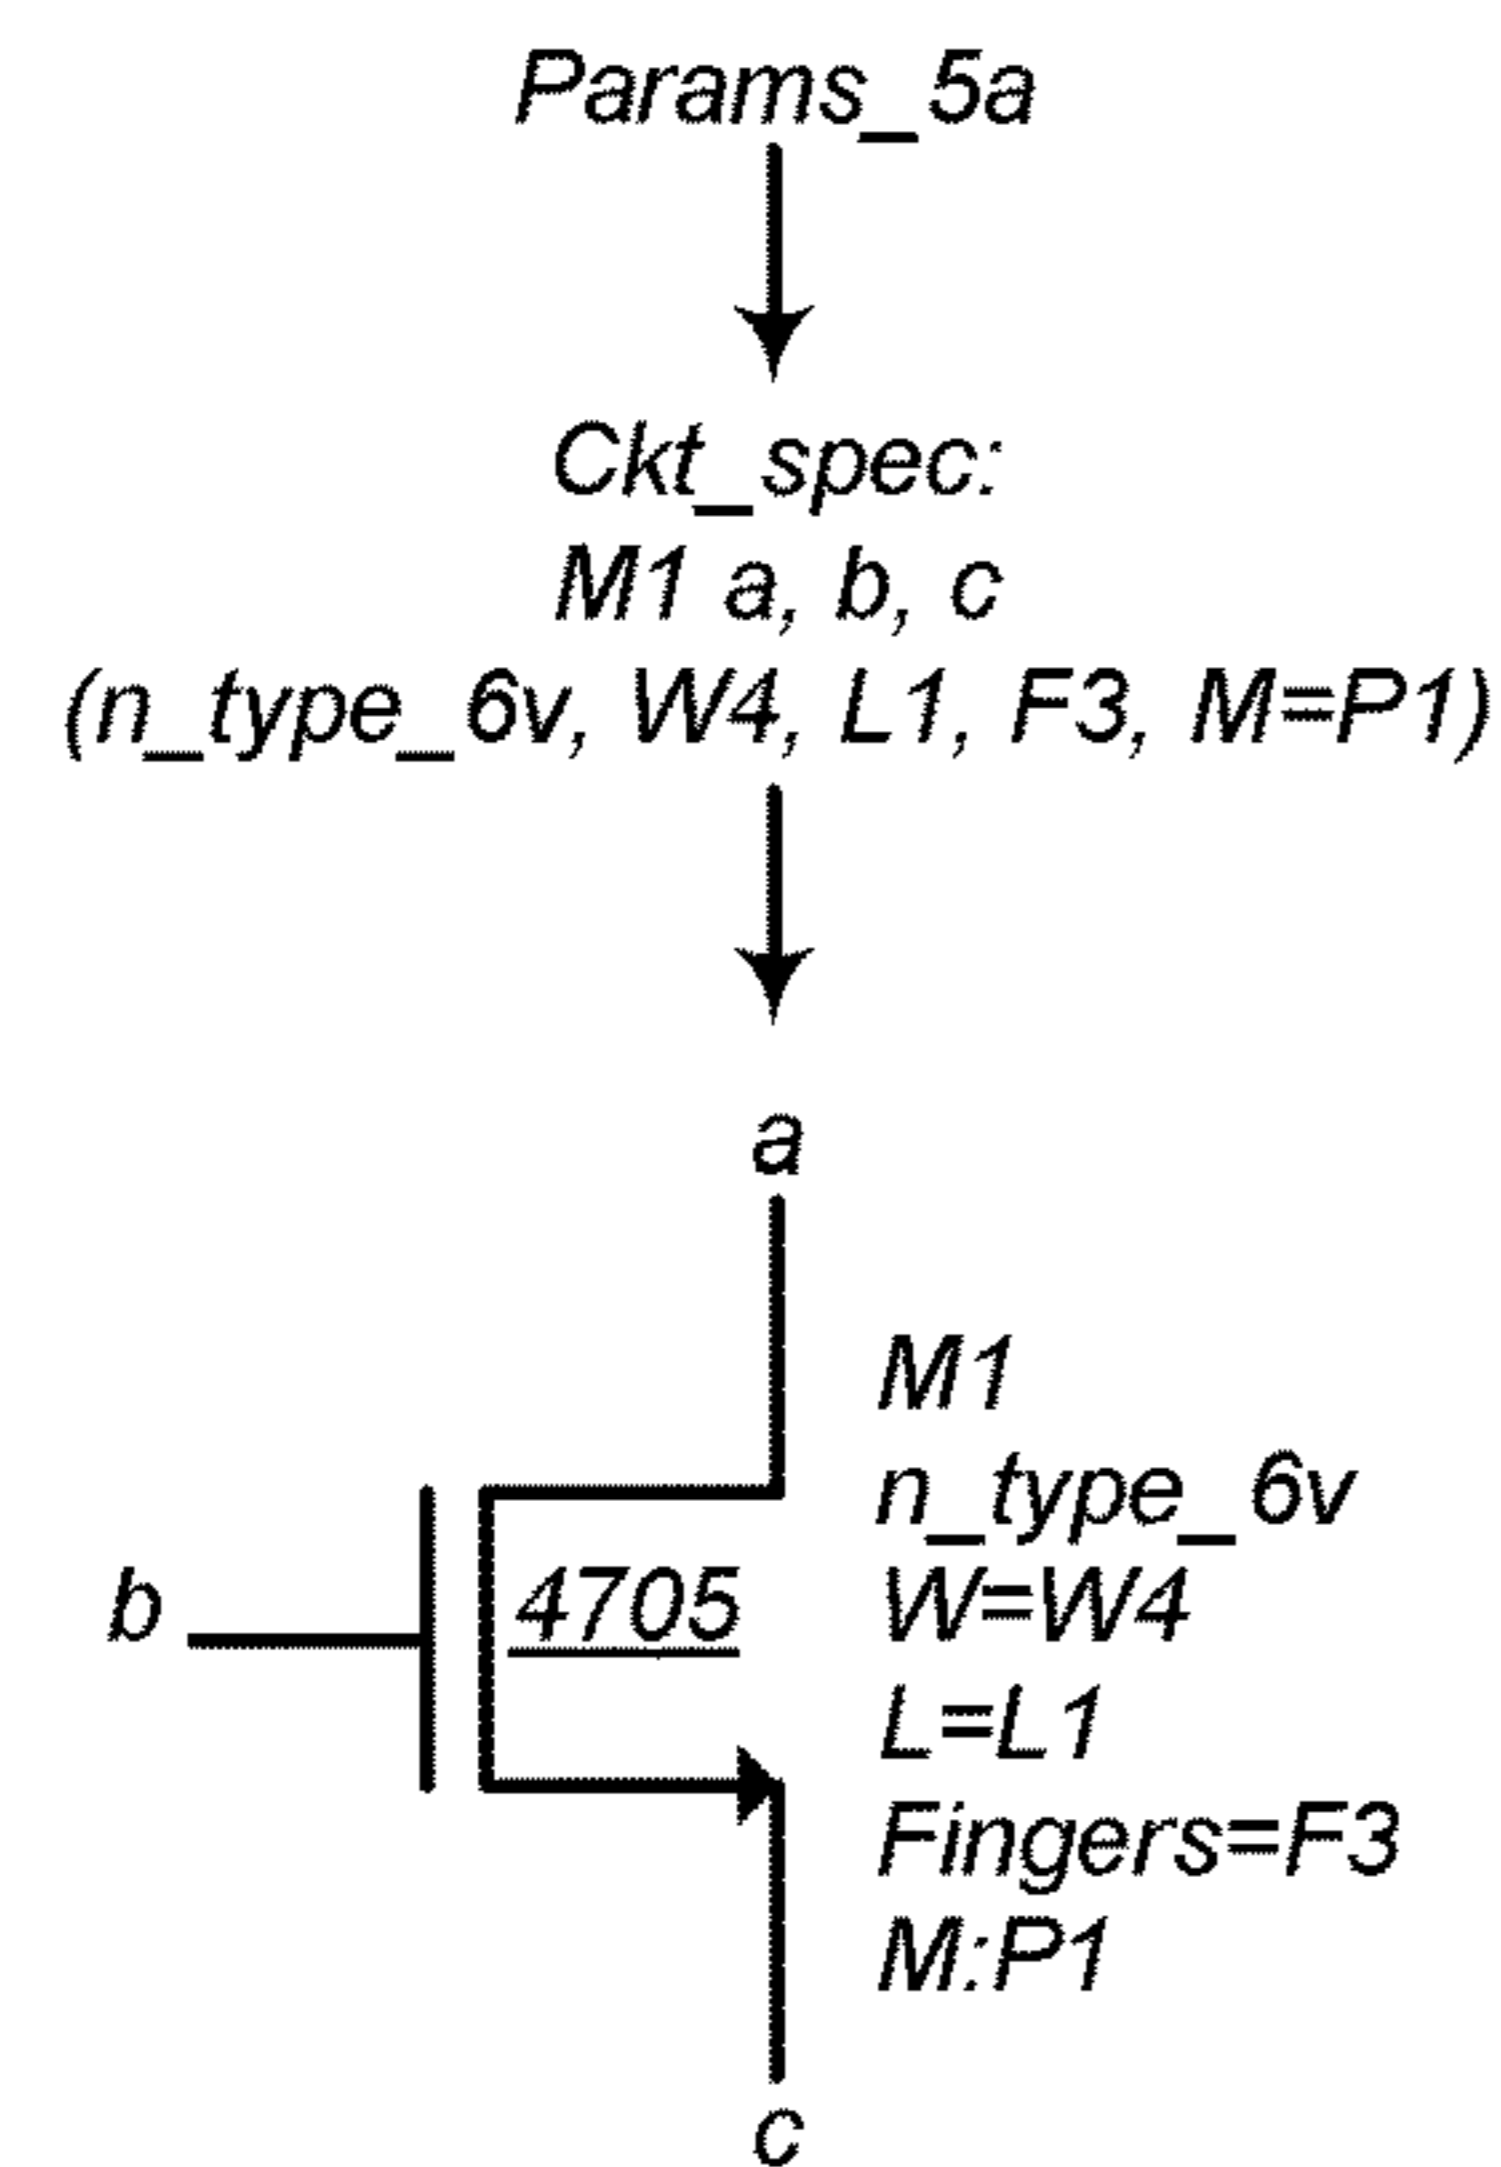 Params_5a
Ckt_spec:
M1 a, b, c
(n_type_6v, W4, L1, F3, M=P1)
a
M1
n_type_6v
b
4705
W=W4
L=L1
Fingers=F3
M:P1
c